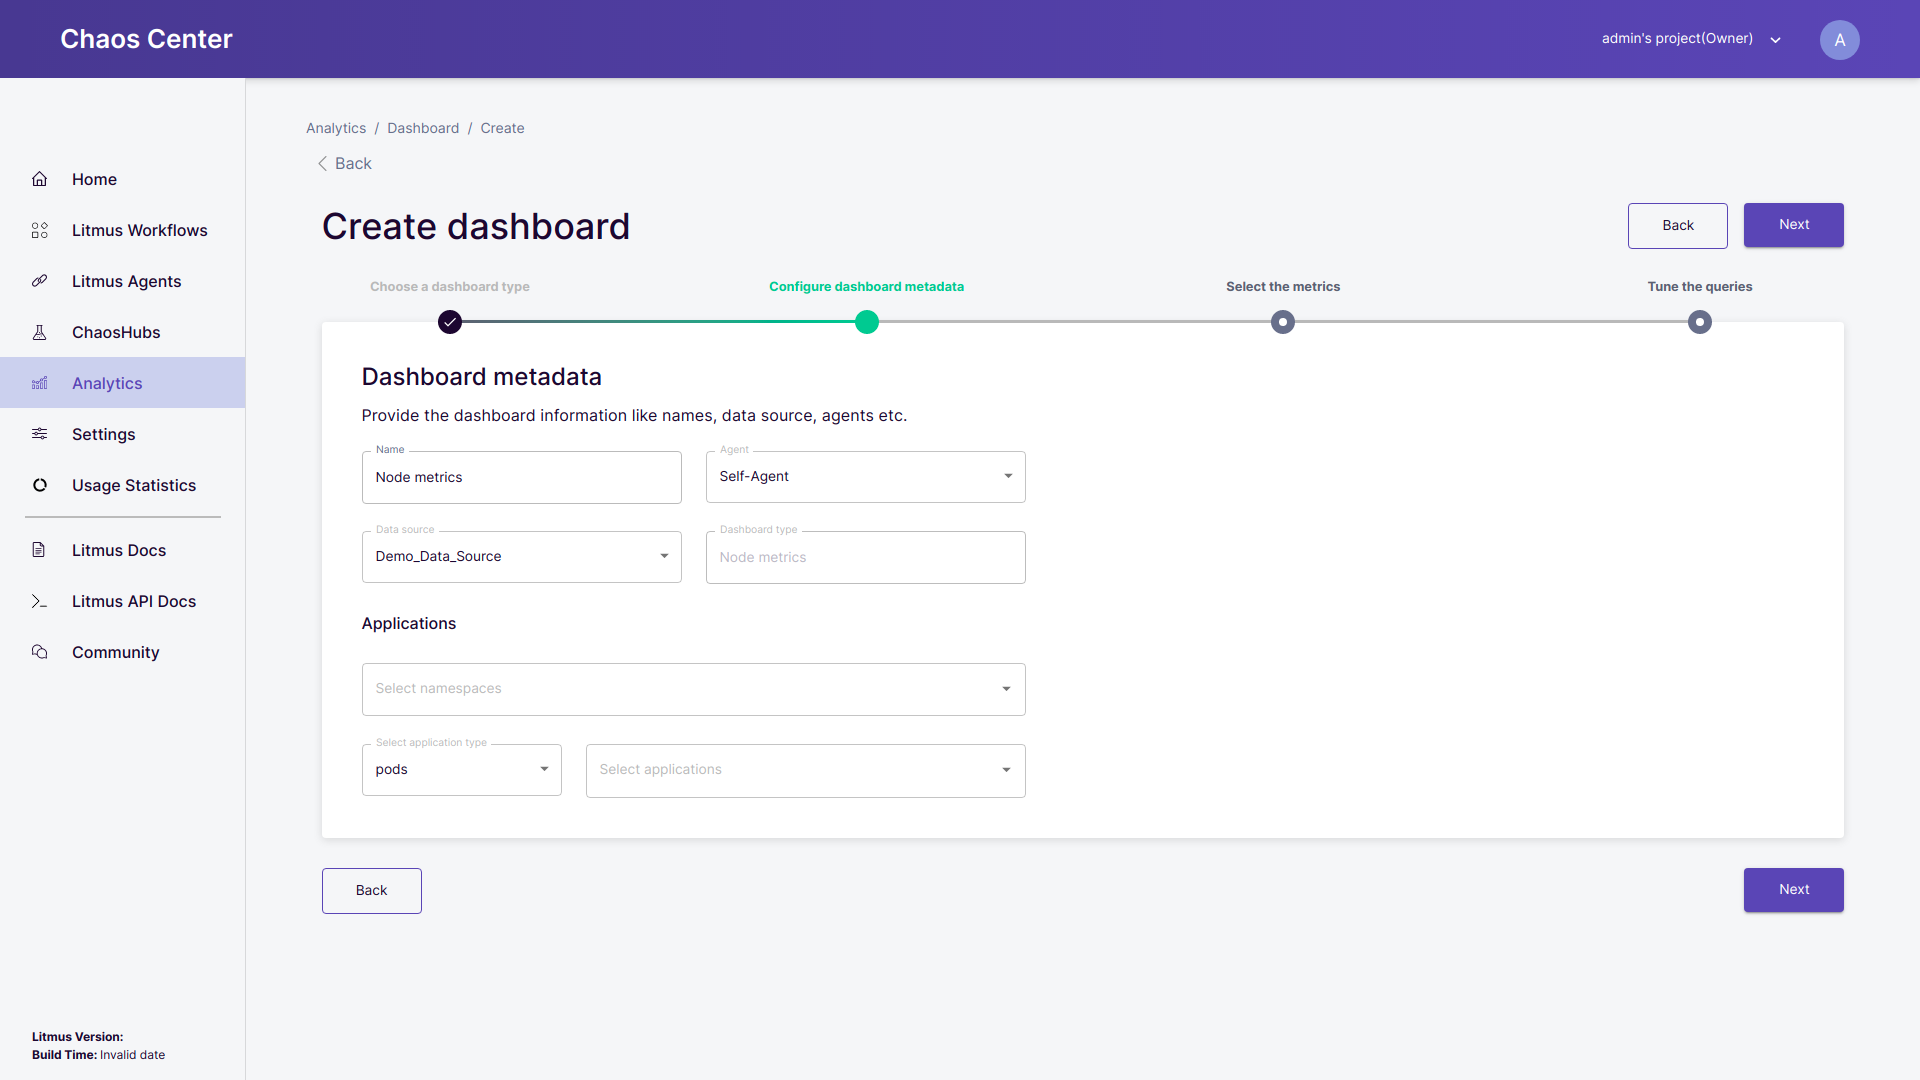 Chaos Center
admin's project(Owner)
A
Analytics / Dashboard / Create
Back
Home
Litmus Workflows
Litmus Agents
ChaosHubs
Analytics
Settings
Usage Statistics
Litmus Docs
Litmus API Docs
Community
Litmus Version:
Build Time: Invalid date
Create dashboard
Back
Next
Choose a dashboard type
Configure dashboard metadata
Select the metrics
Tune the queries
Dashboard metadata
Provide the dashboard information like names, data source, agents etc.
Name
Node metrics
Agent
Self-Agent
Data source
Demo_Data_Source
Dashboard type
Node metrics
Applications
Select namespaces
Select application type
pods
Select applications
Back
Next